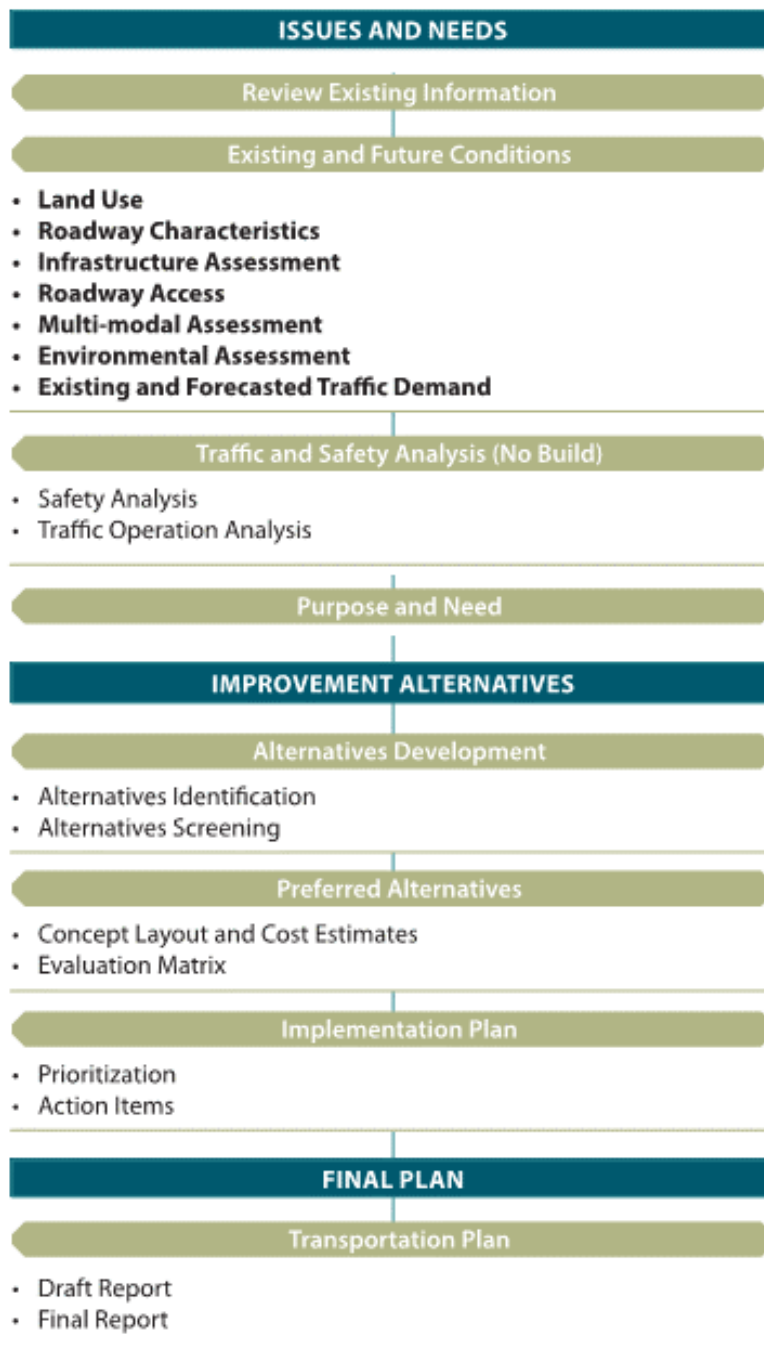 ISSUES AND NEEDS
Review Existing Information
Existing and Future Conditions
• Land Use
• Roadway Characteristics
• Infrastructure Assessment
• Roadway Access
• Multi-modal Assessment
• Environmental Assessment
• Existing and Forecasted Traffic Demand
Traffic and Safety Analysis (No Build)
• Safety Analysis
• Traffic Operation Analysis
Purpose and Need
IMPROVEMENT ALTERNATIVES
Alternatives Development
• Alternatives Identification
• Alternatives Screening
Preferred Alternatives
• Concept Layout and Cost Estimates
• Evaluation Matrix
Implementation Plan
• Prioritization
• Action Items
FINAL PLAN
Transportation Plan
• Draft Report
• Final Report